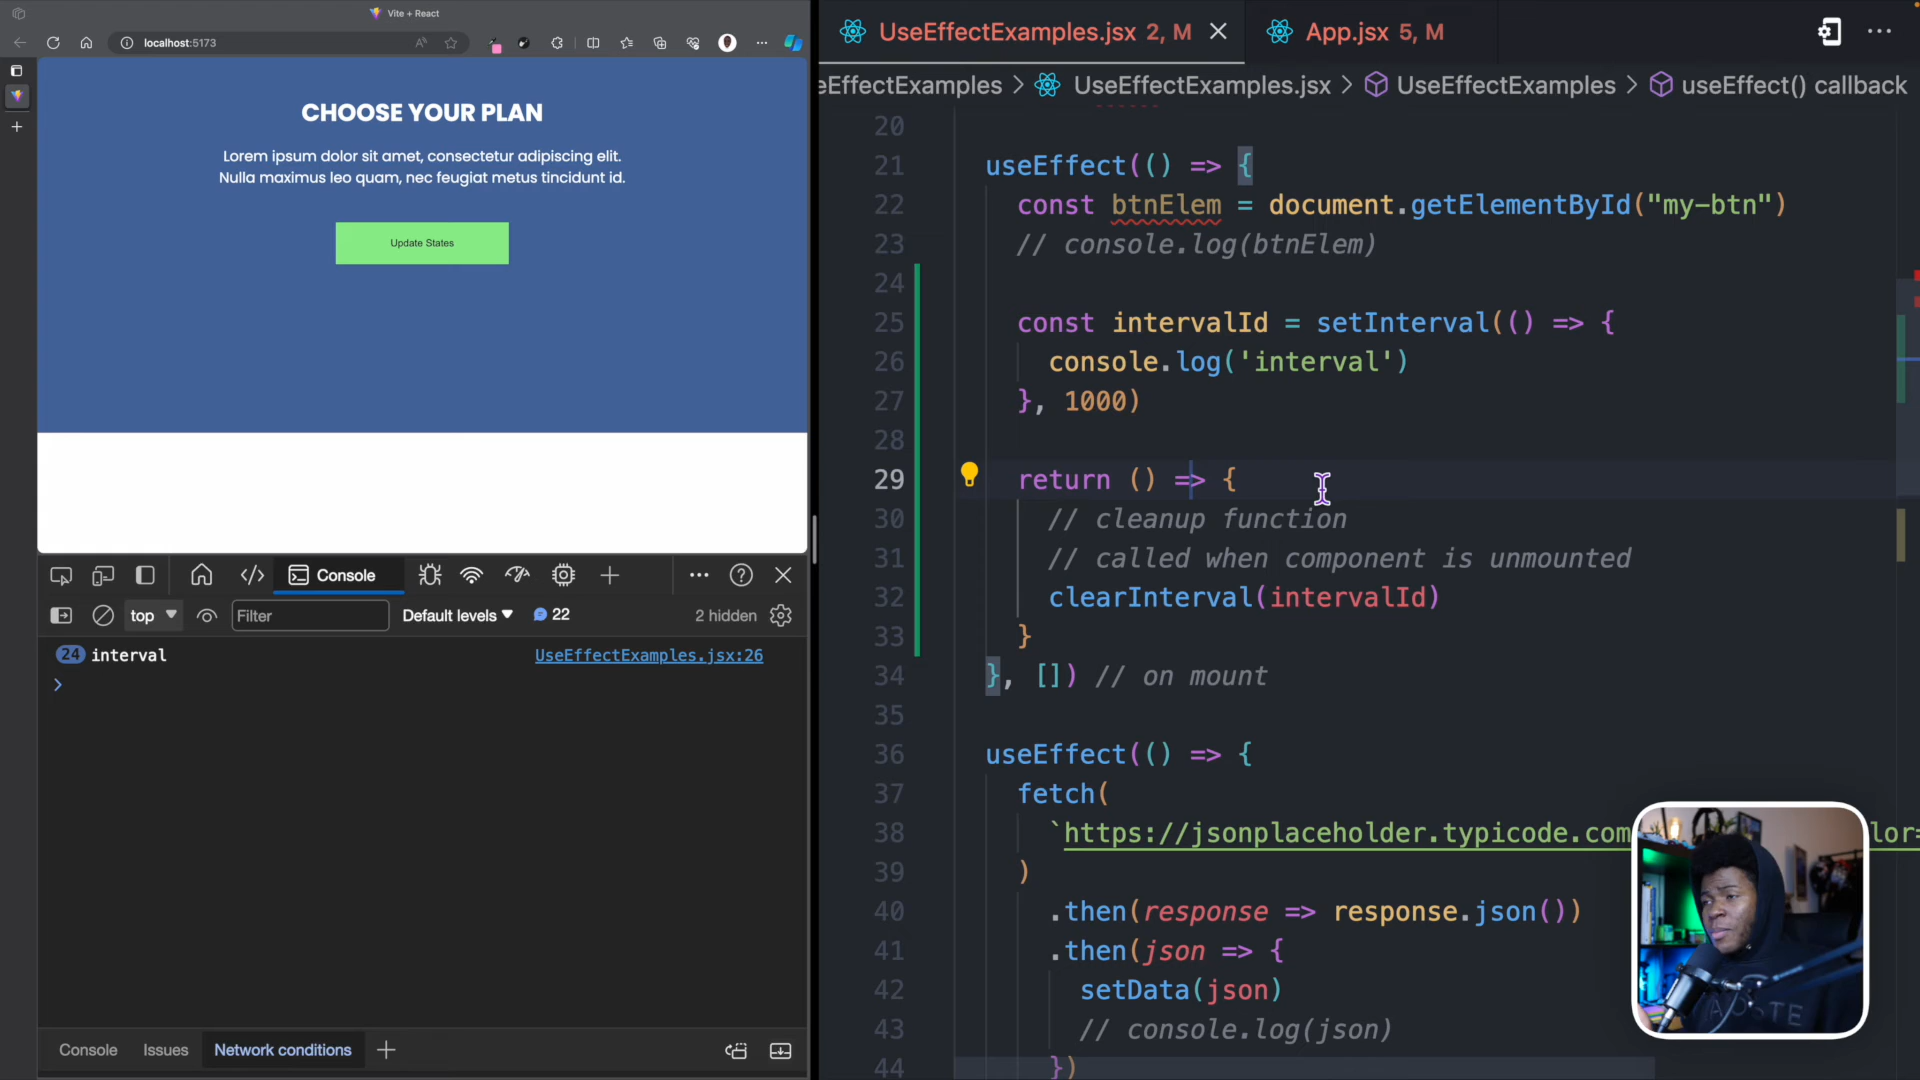 Vite + React
localhost:5173
CHOOSE YOUR PLAN
Lorem ipsum dolor sit amet, consectetur adipiscing elit.
Nulla maximus leo quam, nec feugiat metus tincidunt id.
Update States
Console
top
Filter
Default levels
22
2 hidden
24 interval
UseEffectExamples.jsx:26
>
Console
Issues
Network conditions
UseEffectExamples.jsx 2, M
App.jsx 5, M
eEffectExamples > UseEffectExamples.jsx > UseEffectExamples > useEffect() callback
20
21 useEffect(() => {
22 const btnElem = document.getElementById("my-btn")
23 // console.log(btnElem)
24
25 const intervalId = setInterval(() => {
26 console.log('interval')
27 }, 1000)
28
29 return () => {
30 // cleanup function
31 // called when component is unmounted
32 clearInterval(intervalId)
33 }
34 }, []) // on mount
35
36 useEffect(() => {
37 fetch(
38 `https://jsonplaceholder.typicode.com lor=
39 )
40 .then(response => response.json())
41 .then(json => {
42 setData(json)
43 // console.log(json)
44 })